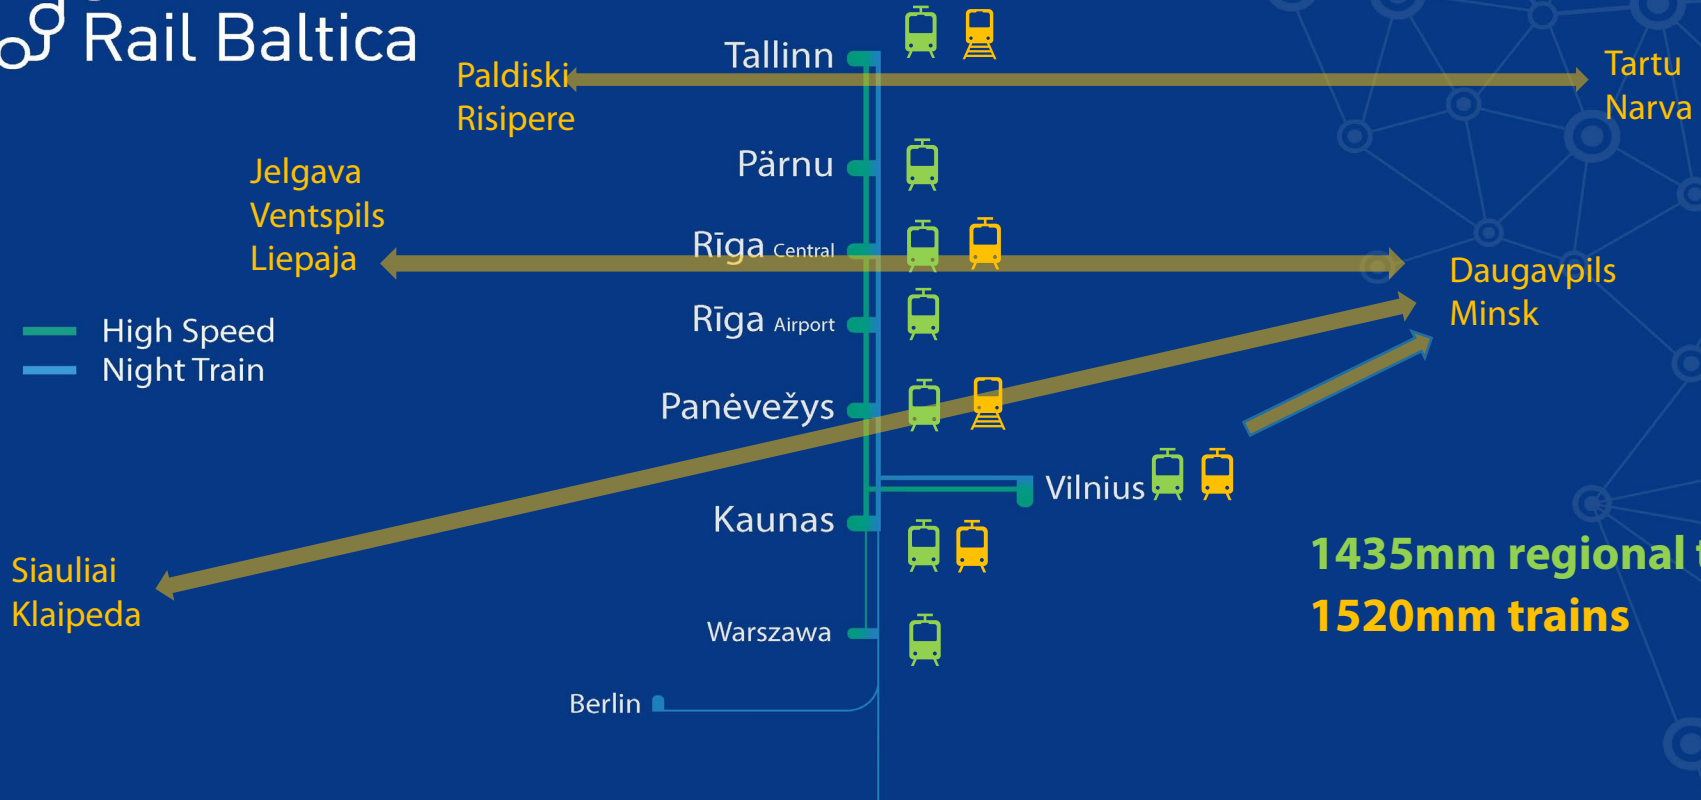 Rail Baltica
Tallinn
Paldiski
Risipere
Tartu
Narva
Pärnu
Jelgava
Ventspils
Liepaja
Rīga Central
Daugavpils
Minsk
Rīga Airport
High Speed
Night Train
Panėvežys
Vilnius
Kaunas
Siauliai
Klaipeda
1435mm regional
1520mm trains
Warszawa
Berlin